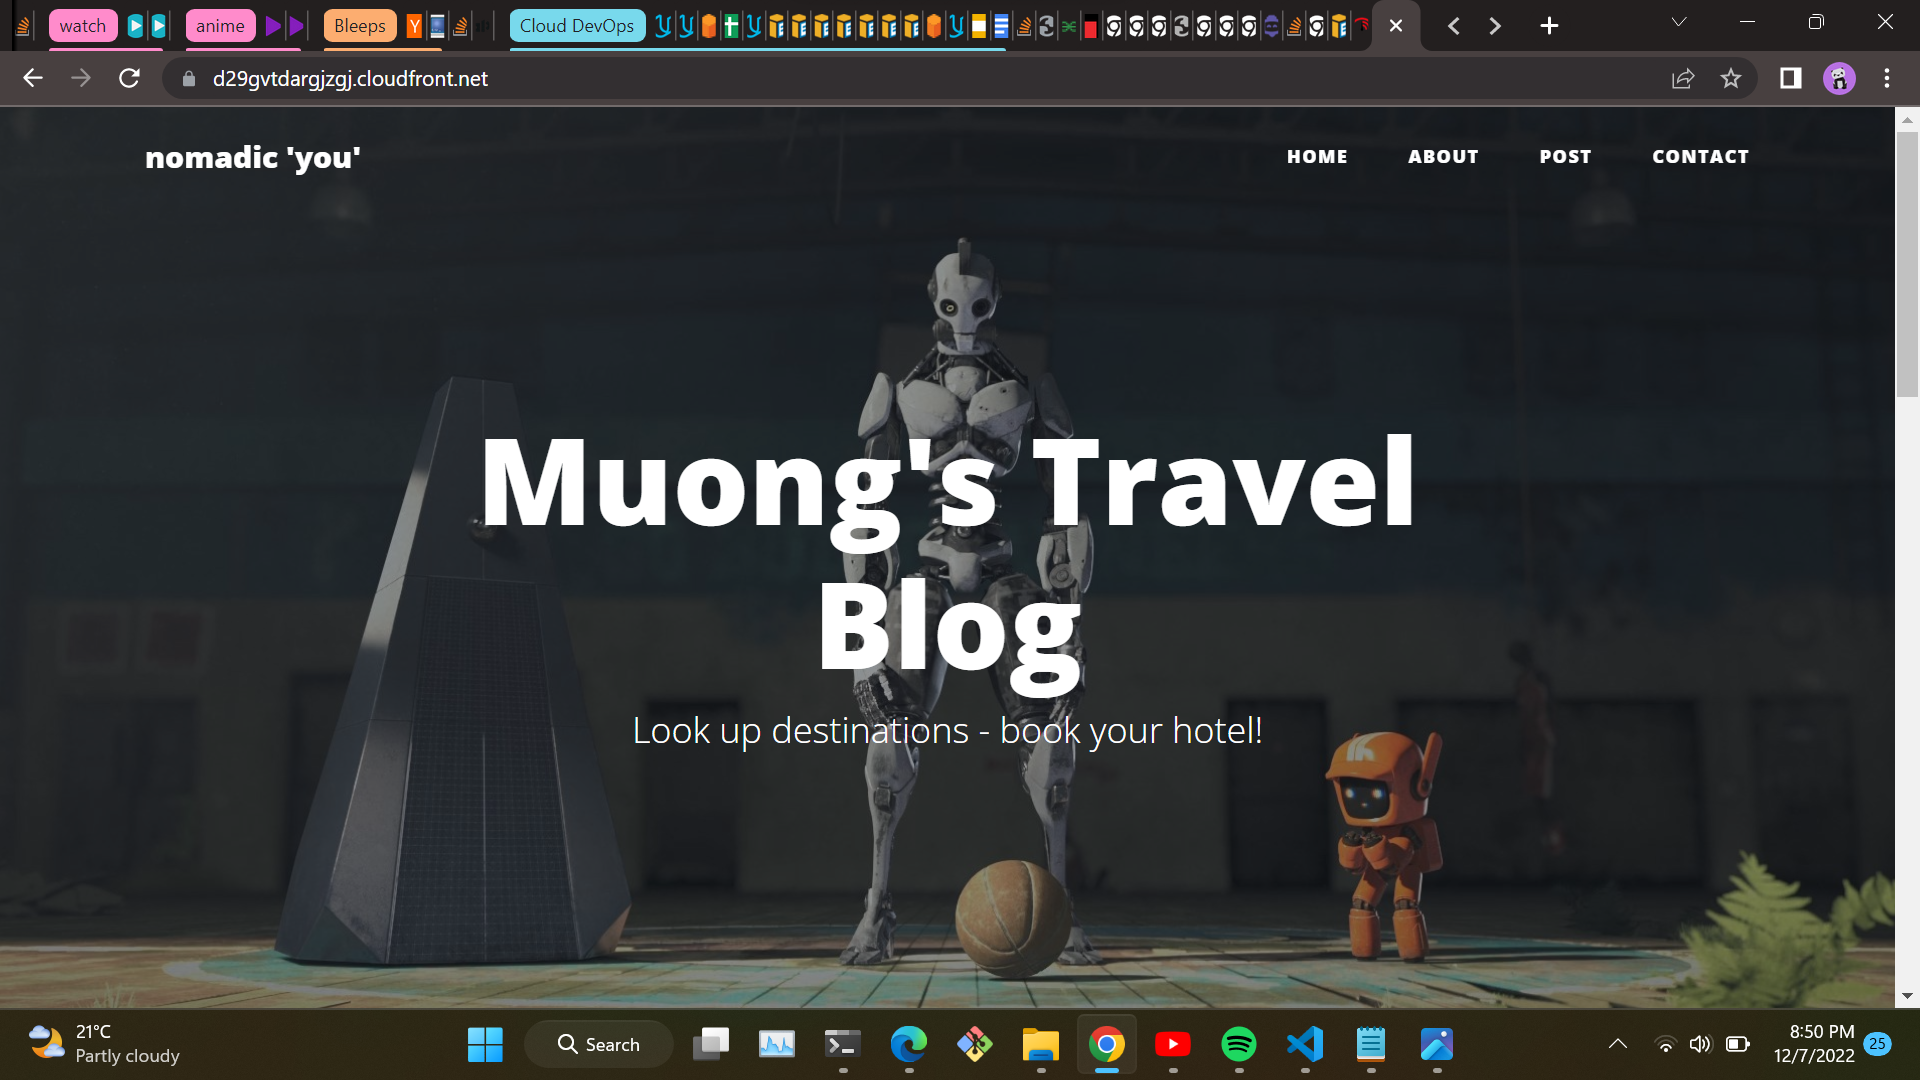 watch
anime
Bleeps
Cloud DevOps
d29gvtdargjzgj.cloudfront.net
nomadic 'you'
HOME
ABOUT
POST
CONTACT
Muong's Travel
Blog
Look up destinations - book your hotel!
21°C
Partly cloudy
Search
8:50 PM
12/7/2022
25